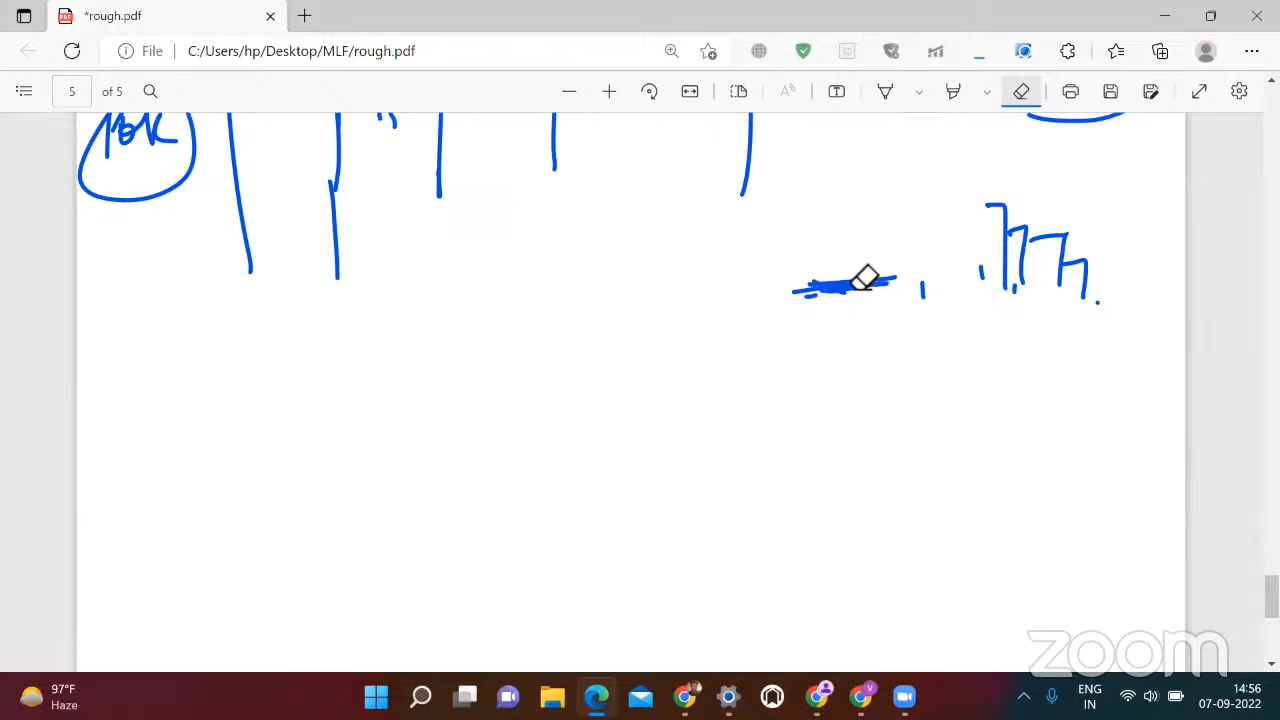 *rough.pdf
File C:/Users/hp/Desktop/MLF/rough.pdf
5 of 5
10k
zoom
97°F
Haze
ENG
IN
14:56
07-09-2022